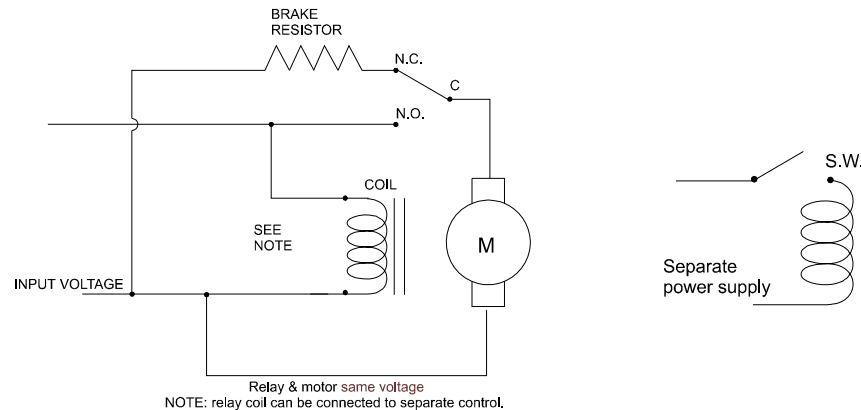 BRAKE
RESISTOR
N.C.
C
N.O.
COIL
S.W.
SEE
NOTE
M
Separate
power supply
INPUT VOLTAGE
Relay & motor same voltage
NOTE: relay coil can be connected to separate control.